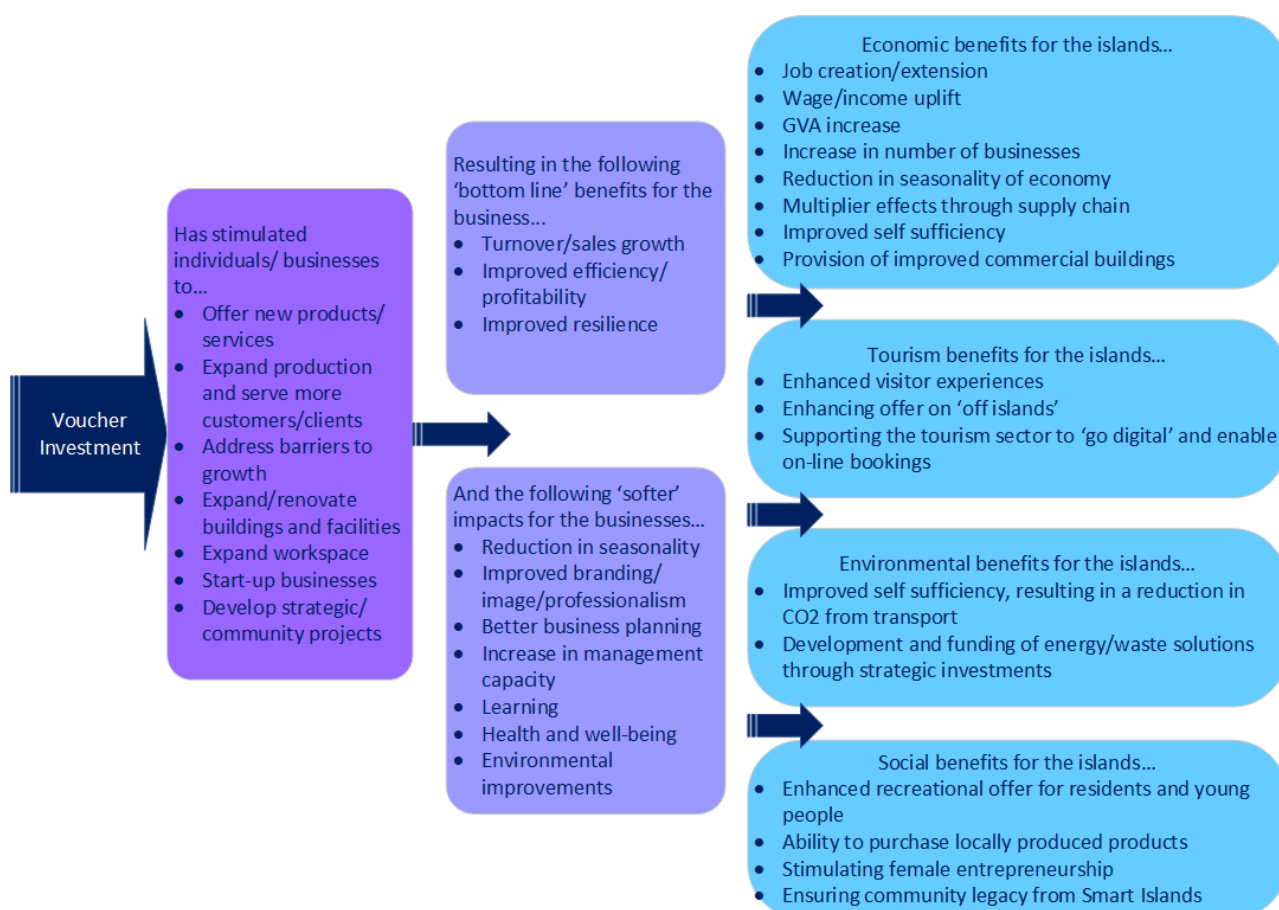 Voucher
Investment
Has stimulated
individuals/ businesses
to...
• Offer new products/
services
• Expand production
and serve more
customers/clients
• Address barriers to
growth
• Expand/renovate
buildings and facilities
• Expand workspace
• Start-up businesses
• Develop strategic/
community projects
Resulting in the following
‘bottom line’ benefits for the
business...
• Turnover/sales growth
• Improved efficiency/
profitability
• Improved resilience
And the following ‘softer’
impacts for the businesses...
• Reduction in seasonality
• Improved branding/
image/professionalism
• Better business planning
• Increase in management
capacity
• Learning
• Health and well-being
• Environmental
improvements
Economic benefits for the islands...
• Job creation/extension
• Wage/income uplift
• GVA increase
• Increase in number of businesses
• Reduction in seasonality of economy
• Multiplier effects through supply chain
• Improved self sufficiency
• Provision of improved commercial buildings
Tourism benefits for the islands...
• Enhanced visitor experiences
• Enhancing offer on ‘off islands’
• Supporting the tourism sector to ‘go digital’ and enable
on-line bookings
Environmental benefits for the islands...
• Improved self sufficiency, resulting in a reduction in
CO2 from transport
• Development and funding of energy/waste solutions
through strategic investments
Social benefits for the islands...
• Enhanced recreational offer for residents and young
people
• Ability to purchase locally produced products
• Stimulating female entrepreneurship
• Ensuring community legacy from Smart Islands